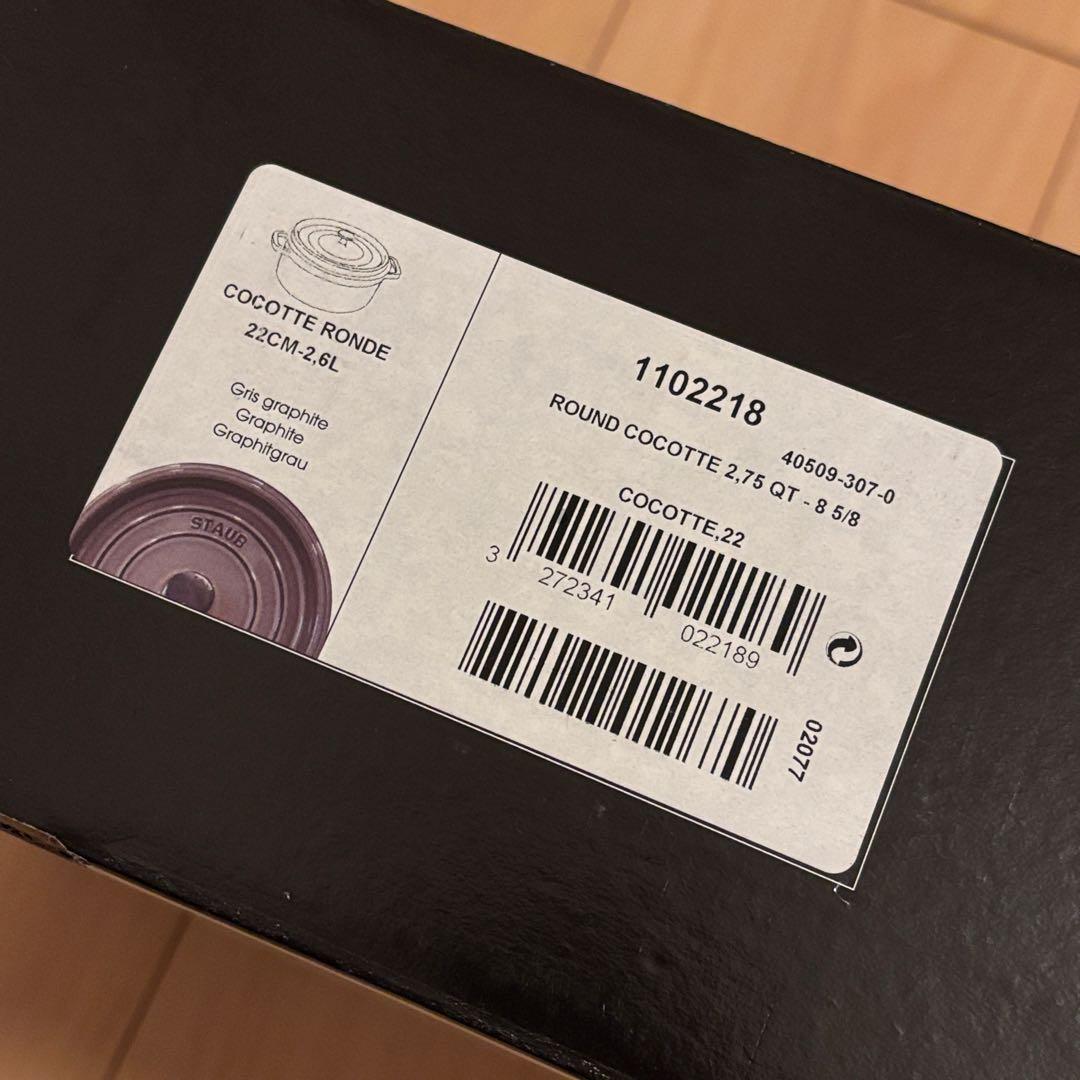 COCOTTE RONDE
22CM-2,6L
Gris graphite
Graphite
Graphitgrau
STAUB
1102218
40509-307-0
ROUND COCOTTE 2,75 QT - 8 5/8
COCOTTE,22
3 272341 022189
02077